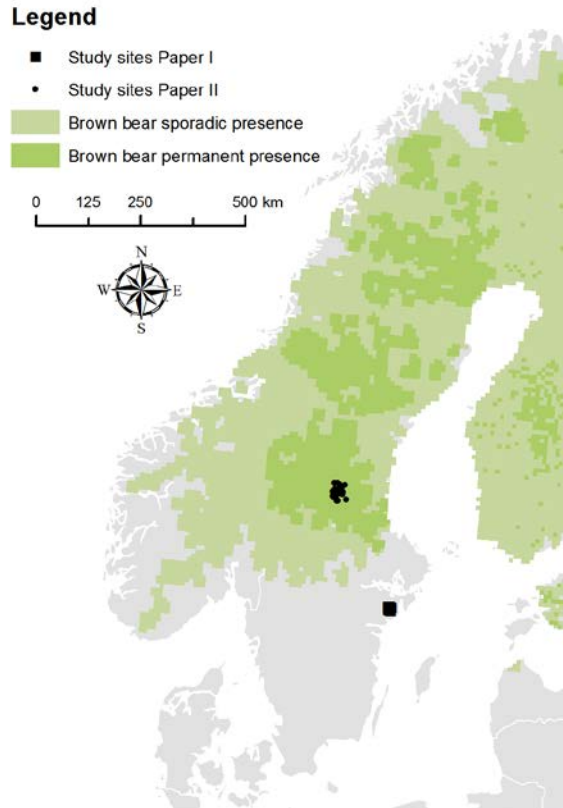 Legend
Study sites Paper I
Study sites Paper II
Brown bear sporadic presence
Brown bear permanent presence
0 125 250 500 km
N
W E
S